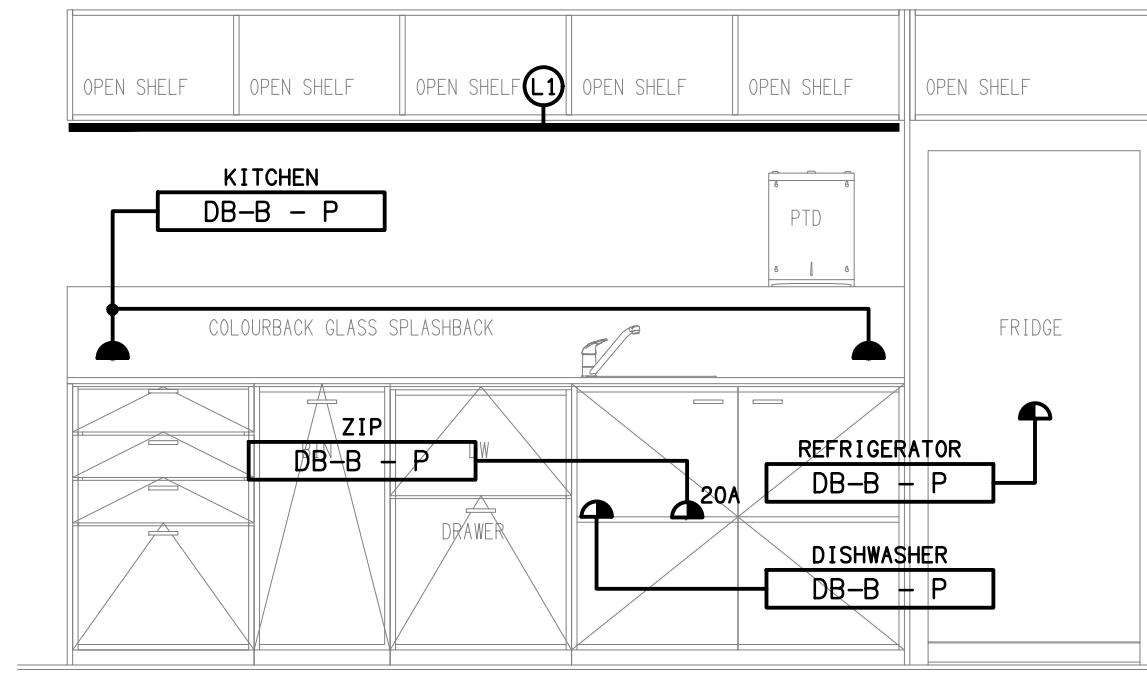 OPEN SHELF
OPEN SHELF
OPEN SHELF
L1
OPEN SHELF
OPEN SHELF
OPEN SHELF
KITCHEN
DB-B - P
PTD
COLOURBACK GLASS SPLASHBACK
FRIDGE
ZIP
BIN
DB-B - P
20A
REFRIGERATOR
DB-B - P
DRAWER
DISHWASHER
DB-B - P